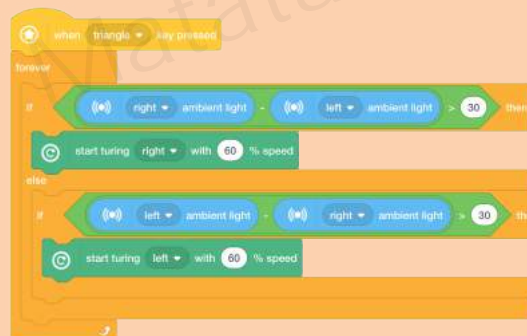 when triangle key pressed
forever
if right ambient light - left ambient light > 30 then
start turing right with 60 % speed
else
if left ambient light - right ambient light > 30 th
start turing left with 60 % speed